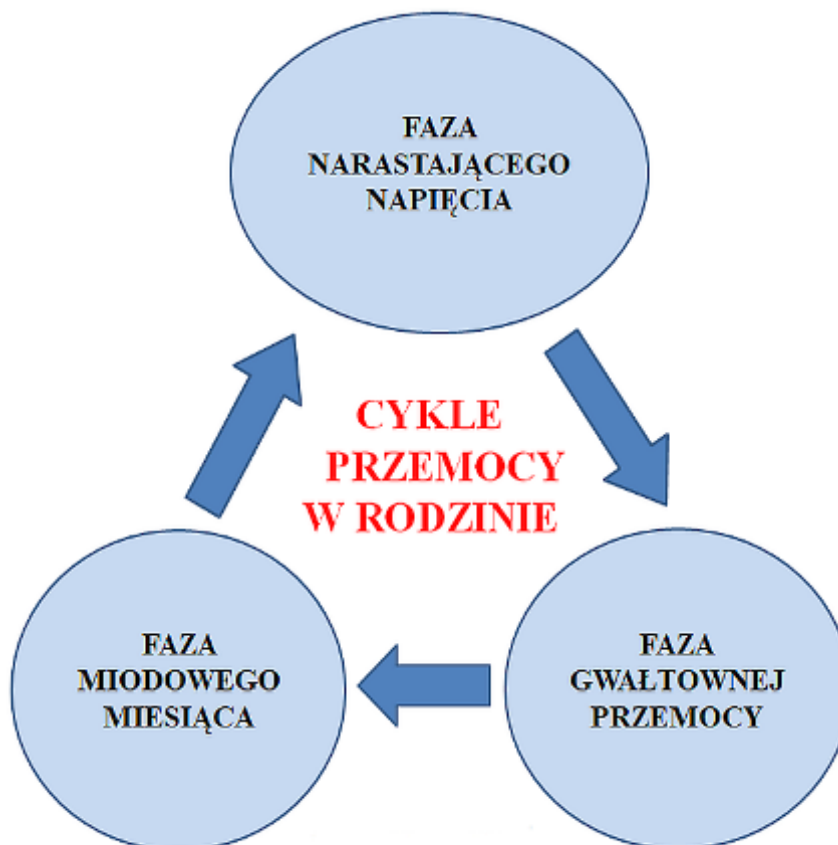 FAZA
NARASTAJĄCEGO
NAPIĘCIA
CYKLE
PRZEMOCY
W RODZINIE
FAZA
MIODOWEGO
MIESIĄCA
FAZA
GWAŁTOWNEJ
PRZEMOCY